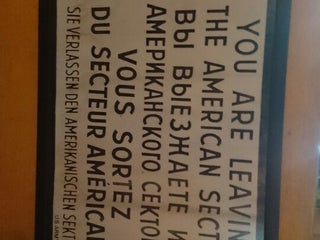 YOU ARE LEAVIN
THE AMERICAN SECT
ВЫ ВЫЕЗЖАЕТЕ И
АМЕРИКАНСКОГО СЕКТО
VOUS SORTEZ
DU SECTEUR AMÉRICA
SIE VERLASSEN DEN AMERIKANISCHEN SEKT
U.S.